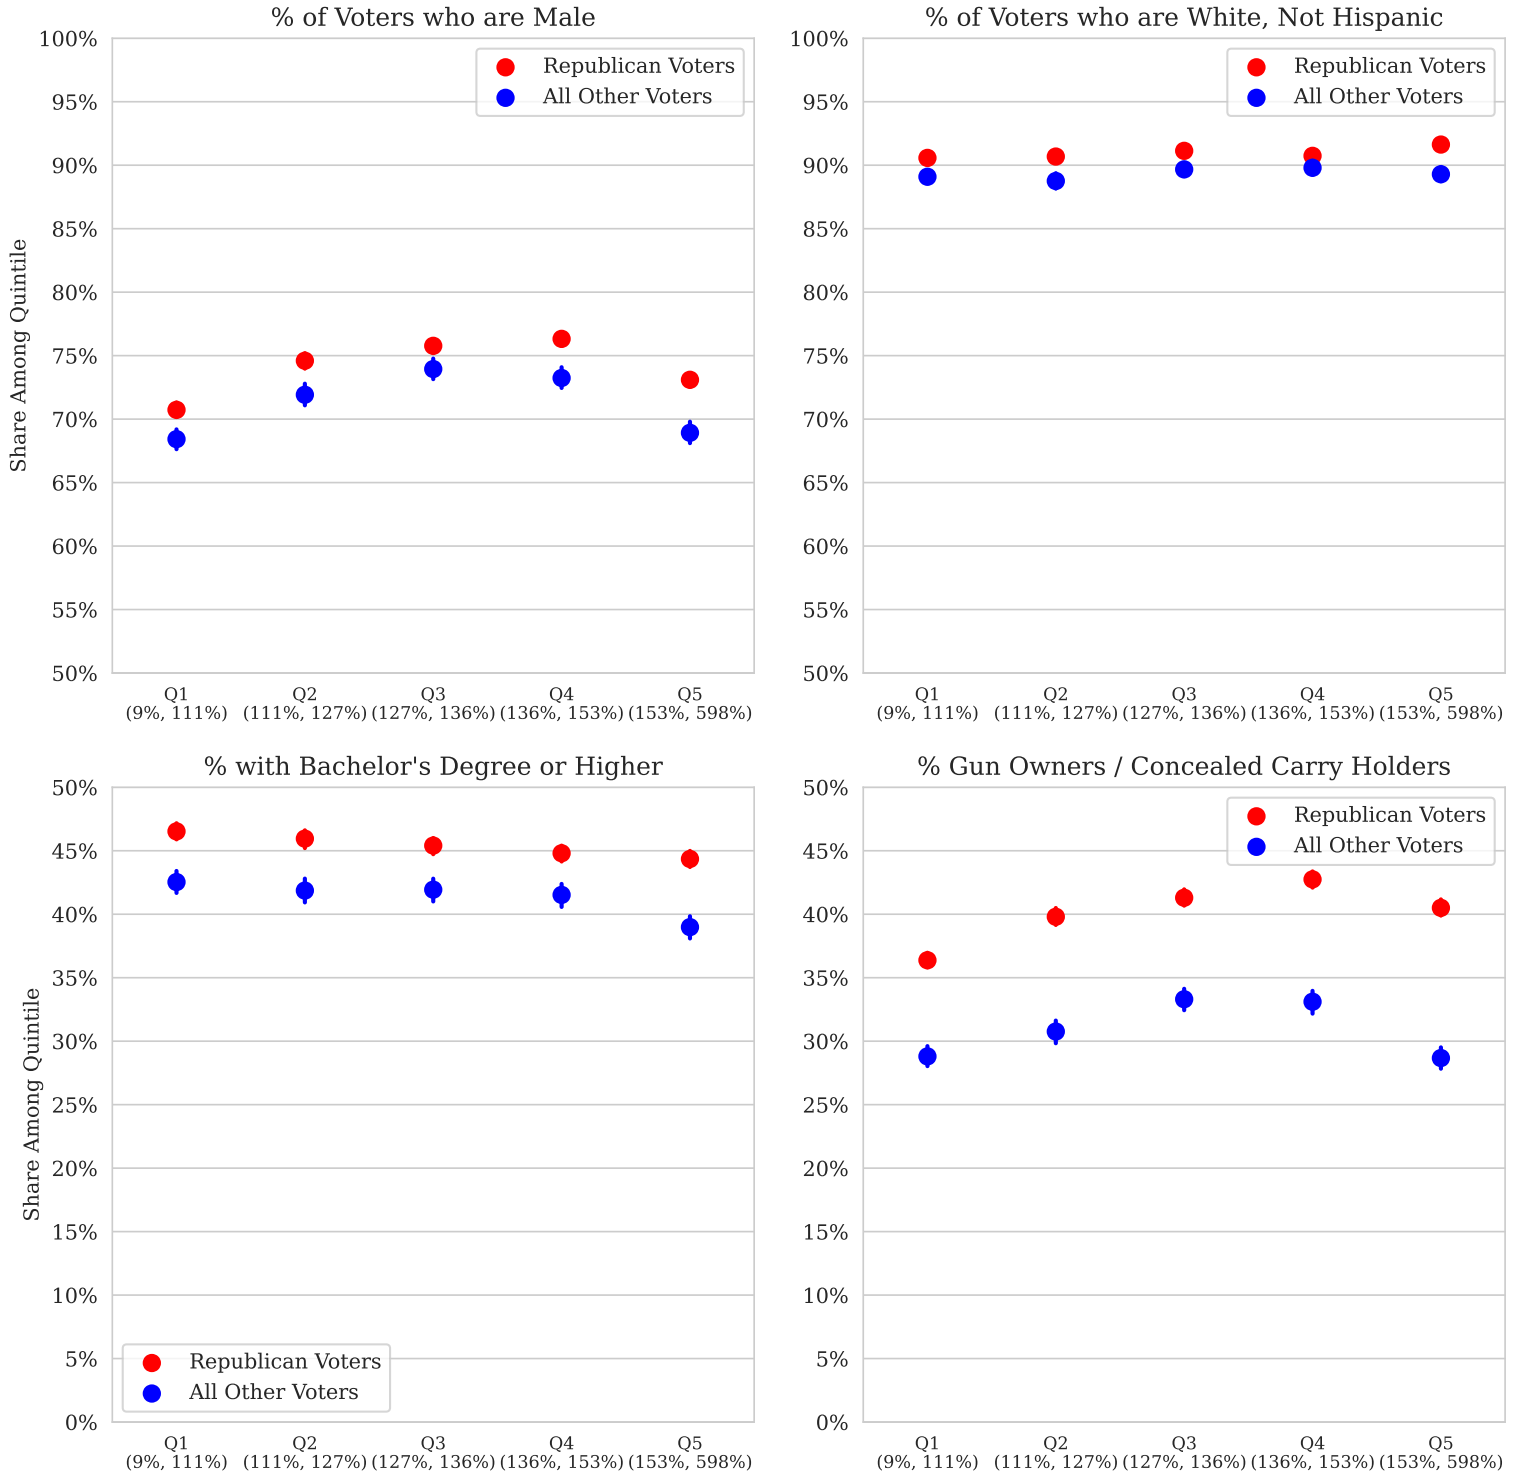 % of Voters who are Male
100%
95%
90%
85%
80%
75%
70%
65%
60%
55%
50%
Share Among Quintile
Republican Voters
All Other Voters
Q1 Q2 Q3 Q4 Q5
(9%, 111%) (111%, 127%) (127%, 136%) (136%, 153%) (153%, 598%)
% of Voters who are White, Not Hispanic
100%
95%
90%
85%
80%
75%
70%
65%
60%
55%
50%
Republican Voters
All Other Voters
Q1 Q2 Q3 Q4 Q5
(9%, 111%) (111%, 127%) (127%, 136%) (136%, 153%) (153%, 598%)
% with Bachelor's Degree or Higher
50%
45%
40%
35%
30%
25%
20%
15%
10%
5%
0%
Share Among Quintile
Republican Voters
All Other Voters
Q1 Q2 Q3 Q4 Q5
(9%, 111%) (111%, 127%) (127%, 136%) (136%, 153%) (153%, 598%)
% Gun Owners / Concealed Carry Holders
50%
45%
40%
35%
30%
25%
20%
15%
10%
5%
0%
Republican Voters
All Other Voters
Q1 Q2 Q3 Q4 Q5
(9%, 111%) (111%, 127%) (127%, 136%) (136%, 153%) (153%, 598%)